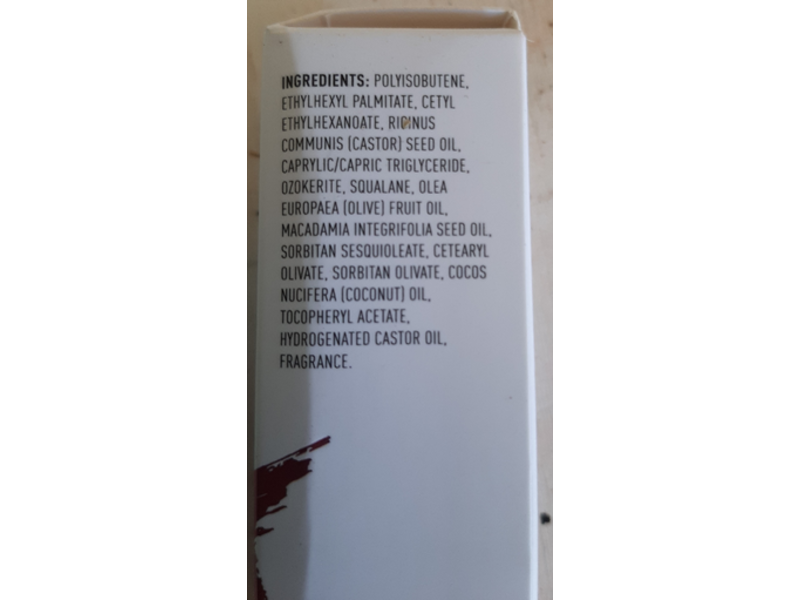 INGREDIENTS: POLYISOBUTENE,
ETHYLHEXYL PALMITATE, CETYL
ETHYLHEXANOATE, RICINUS
COMMUNIS (CASTOR) SEED OIL,
CAPRYLIC/CAPRIC TRIGLYCERIDE,
OZOKERITE, SQUALANE, OLEA
EUROPAEA (OLIVE) FRUIT OIL,
MACADAMIA INTEGRIFOLIA SEED OIL,
SORBITAN SESQUIOLEATE, CETEARYL
OLIVATE, SORBITAN OLIVATE, COCOS
NUCIFERA (COCONUT) OIL,
TOCOPHERYL ACETATE,
HYDROGENATED CASTOR OIL,
FRAGRANCE.